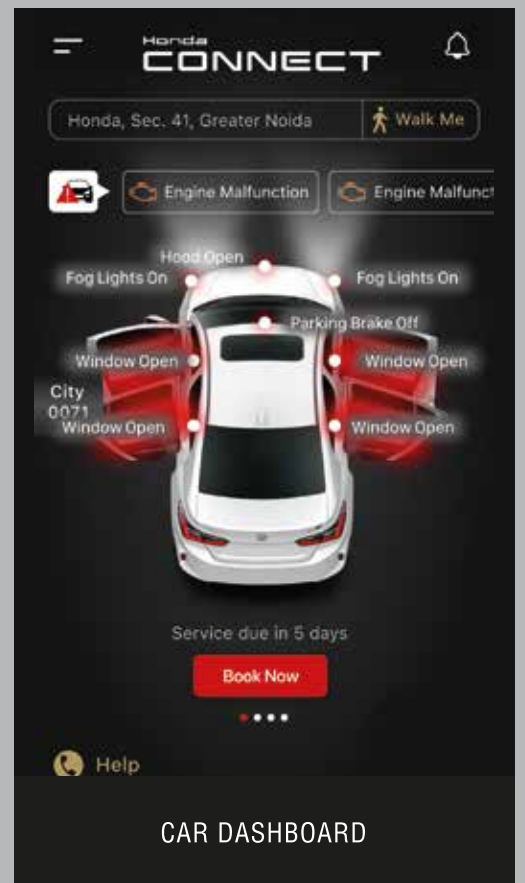 Honda
CONNECT
Honda, Sec. 41, Greater Noida
Walk Me
Engine Malfunction
Engine Malfunct
Hood Open
Fog Lights On
Fog Lights On
Parking Brake Off
Window Open
Window Open
City
0071
Window Open
Window Open
Service due in 5 days
Book Now
Help
CAR DASHBOARD